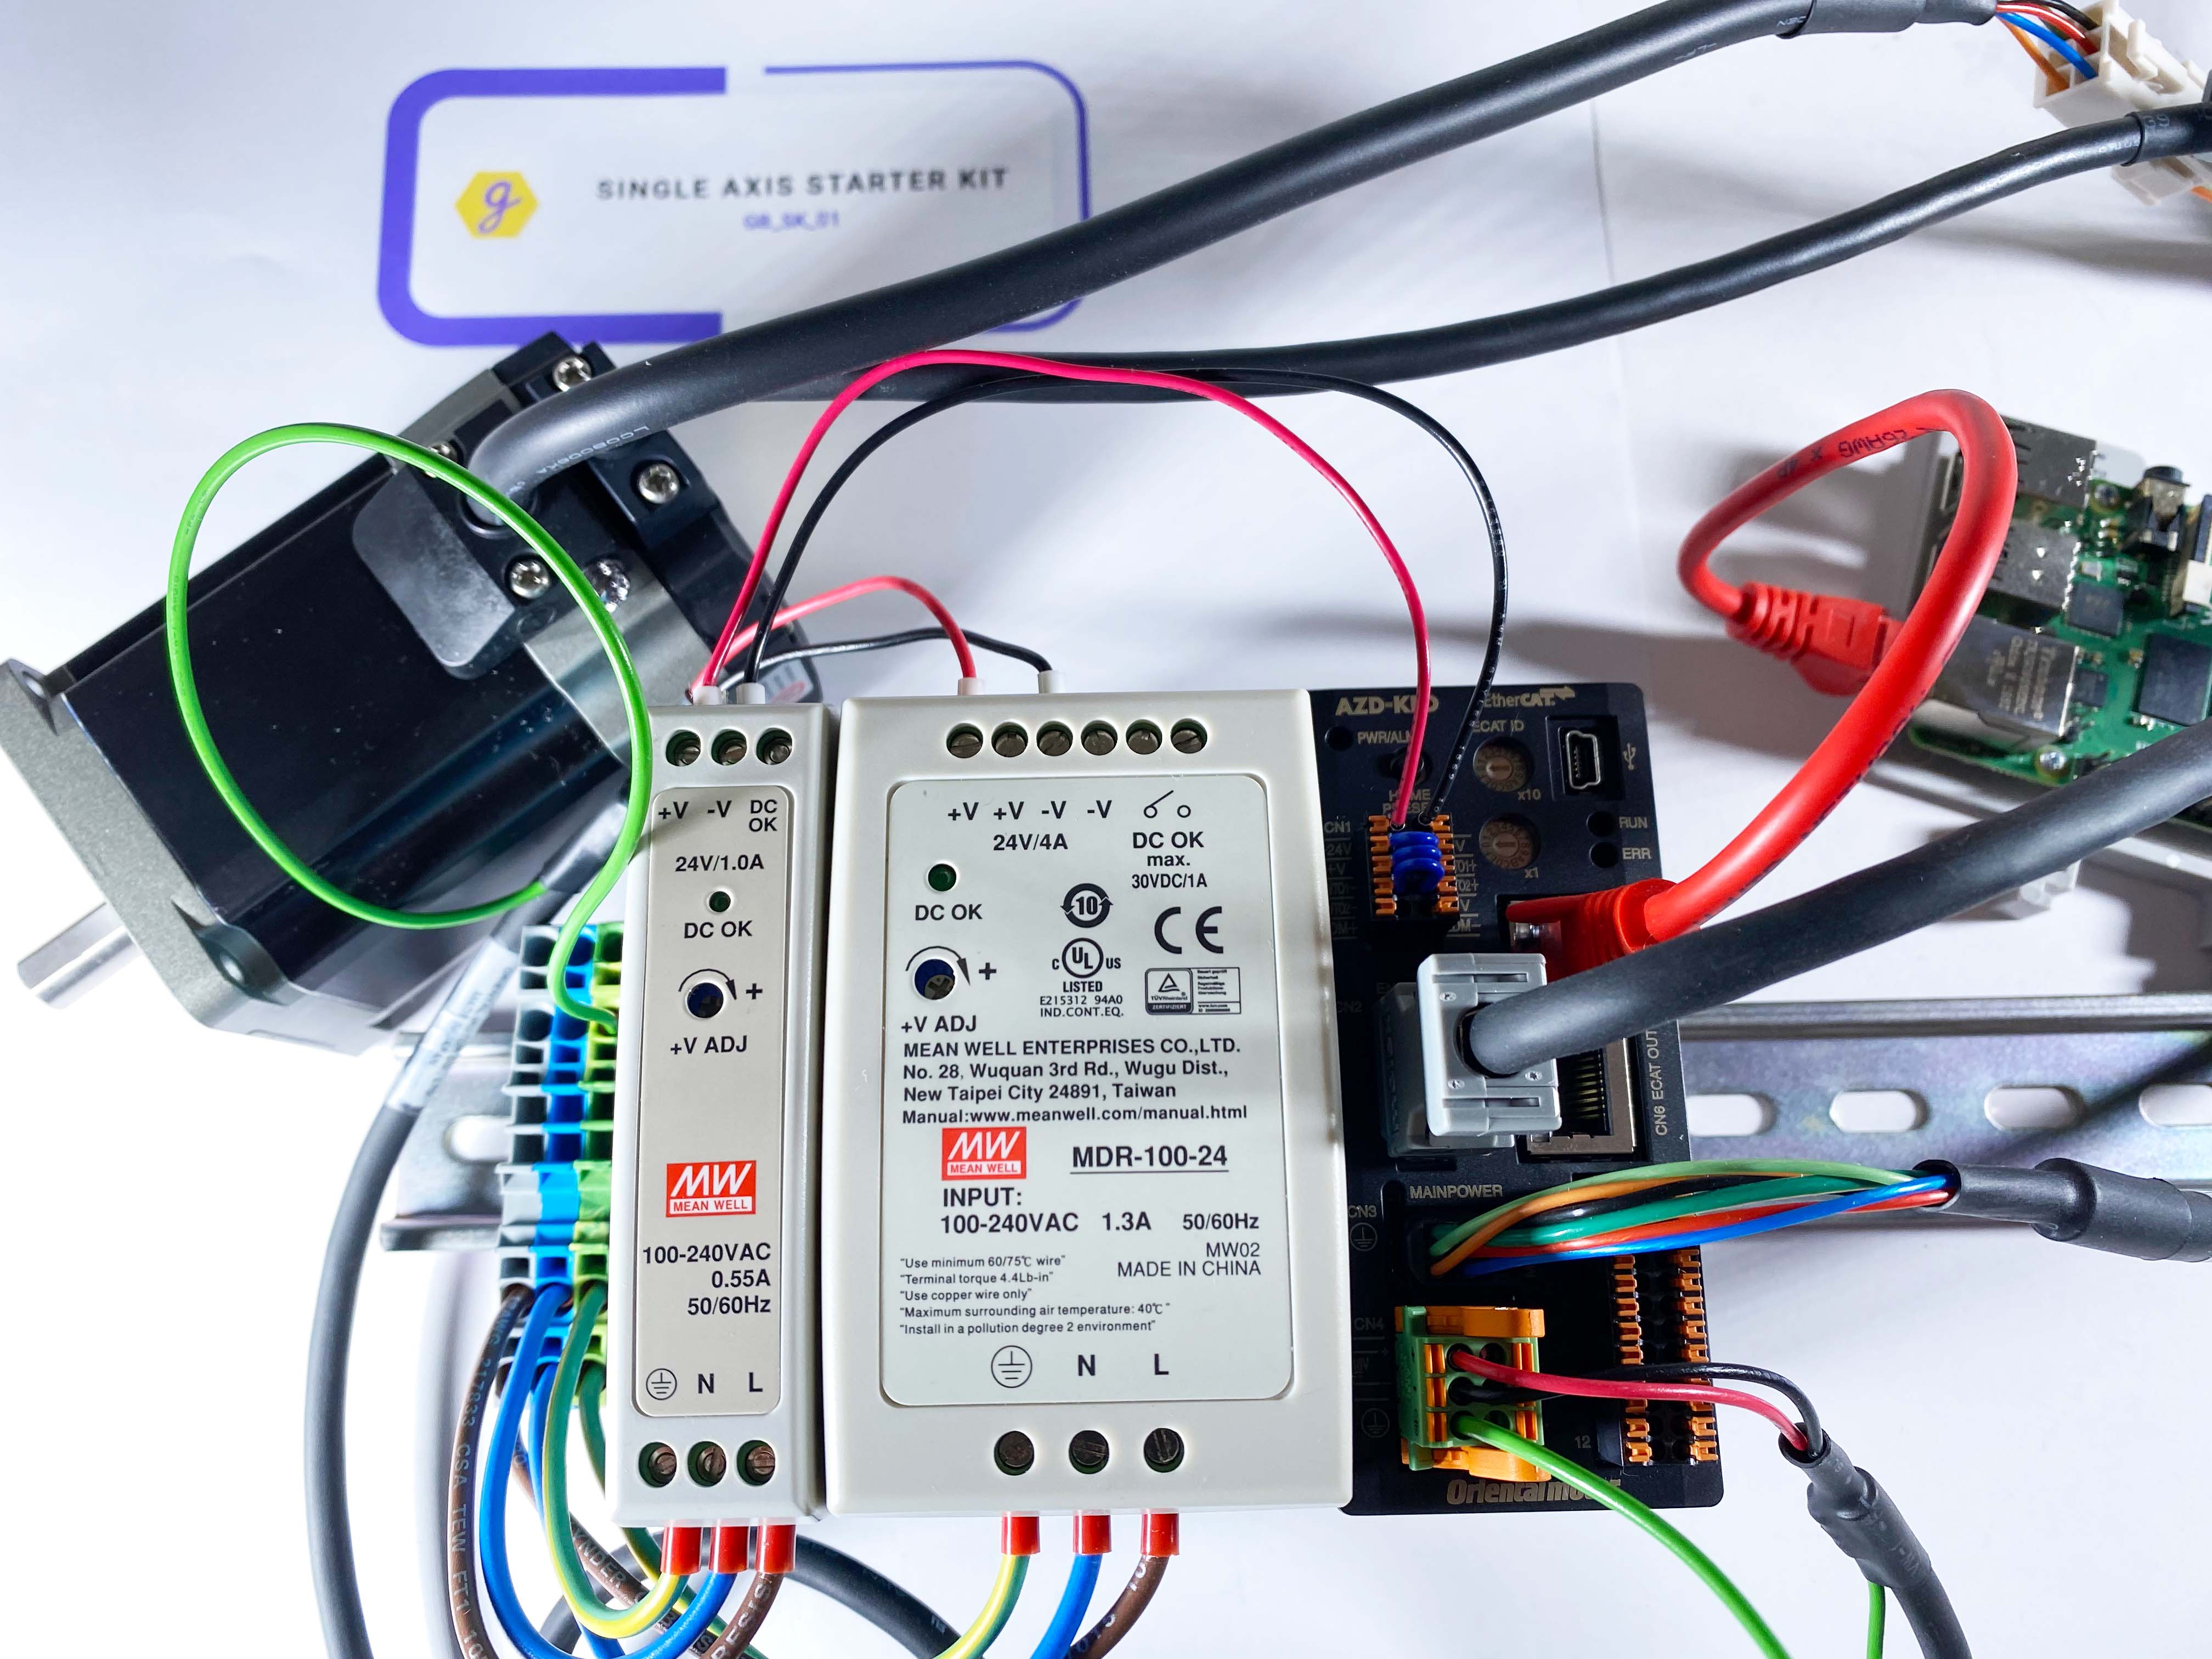 SINGLE AXIS STARTER KIT
GB_SK_01
+V -V DC OK
24V/1.0A
DC OK
+
+V ADJ
MW
MEAN WELL
100-240VAC
0.55A
50/60Hz
N L
+V +V -V -V
24V/4A
DC OK
max.
30VDC/1A
DC OK
10
CE
+
C UL US
LISTED
E215312 94A0
IND.CONT.EQ.
+V ADJ
MEAN WELL ENTERPRISES CO.,LTD.
No. 28, Wuquan 3rd Rd., Wugu Dist.,
New Taipei City 24891, Taiwan
Manual:www.meanwell.com/manual.html
MW
MEAN WELL
MDR-100-24
INPUT:
100-240VAC 1.3A 50/60Hz
MW02
MADE IN CHINA
"Use minimum 60/75℃ wire"
"Terminal torque 4.4Lb-in"
"Use copper wire only"
"Maximum surrounding air temperature: 40℃"
"Install in a pollution degree 2 environment"
N L
EtherCAT
PWR/ALM
ECAT ID
x10
CN1
24V
RUN
ERR
x1
CN2
CN6 ECAT OUT
MAINPOWER
CN3
CN4
12